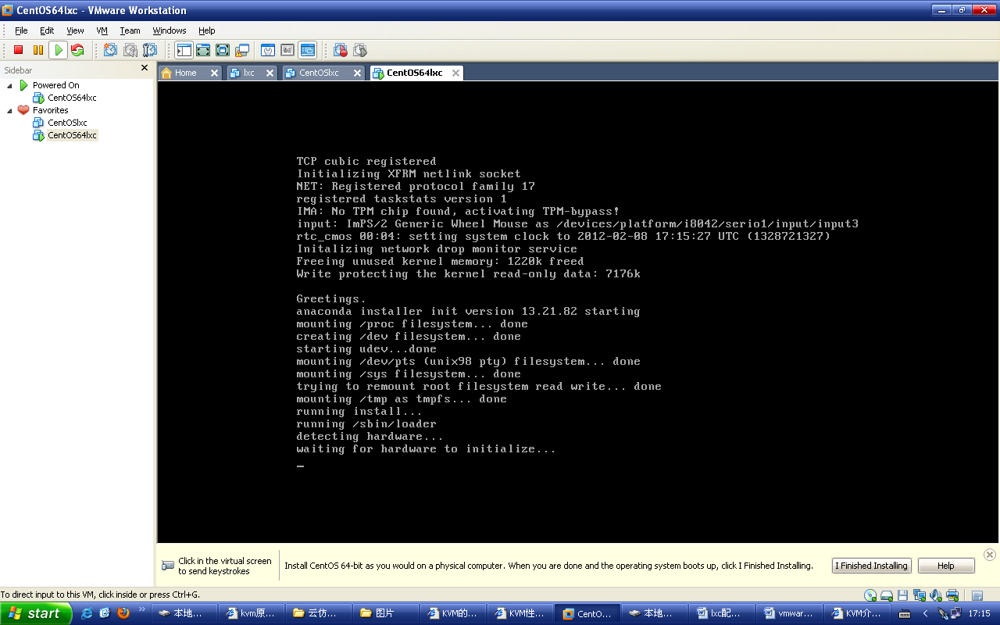 CentOS64lxc - VMware Workstation
File Edit View VM Team Windows Help
Sidebar
Home lxc CentOSlxc CentOS64lxc
Powered On
CentOS64lxc
Favorites
CentOSlxc
CentOS64lxc
TCP cubic registered
Initializing XFRM netlink socket
NET: Registered protocol family 17
registered taskstats version 1
IMA: No TPM chip found, activating TPM-bypass!
input: ImPS/2 Generic Wheel Mouse as /devices/platform/i8042/serio1/input/input3
rtc_cmos 00:04: setting system clock to 2012-02-08 17:15:27 UTC (1328721327)
Initalizing network drop monitor service
Freeing unused kernel memory: 1220k freed
Write protecting the kernel read-only data: 7176k
Greetings.
anaconda installer init version 13.21.82 starting
mounting /proc filesystem... done
creating /dev filesystem... done
starting udev...done
mounting /dev/pts (unix98 pty) filesystem... done
mounting /sys filesystem... done
trying to remount root filesystem read write... done
mounting /tmp as tmpfs... done
running install...
running /sbin/loader
detecting hardware...
waiting for hardware to initialize...
Click in the virtual screen
to send keystrokes
Install CentOS 64-bit as you would on a physical computer. When you are done and the operating system boots up, click I Finished Installing.
I Finished Installing
Help
To direct input to this VM, click inside or press Ctrl+G.
start 本地... kvm原... 云仿... 图片 KVM的... KVM性... CentO... 本地... lxc配... vmwar... KVM介... 17:15